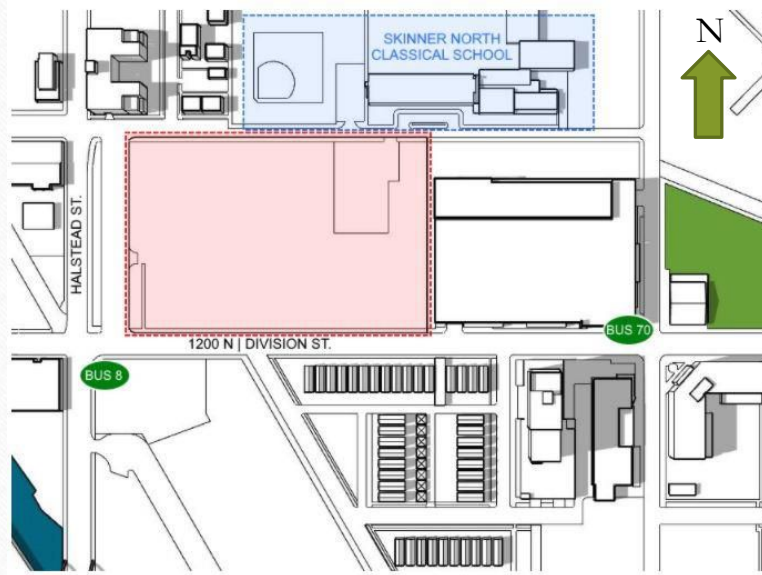 SKINNER NORTH
CLASSICAL SCHOOL
N
HALSTEAD ST.
1200 N | DIVISION ST.
BUS 70
BUS 8